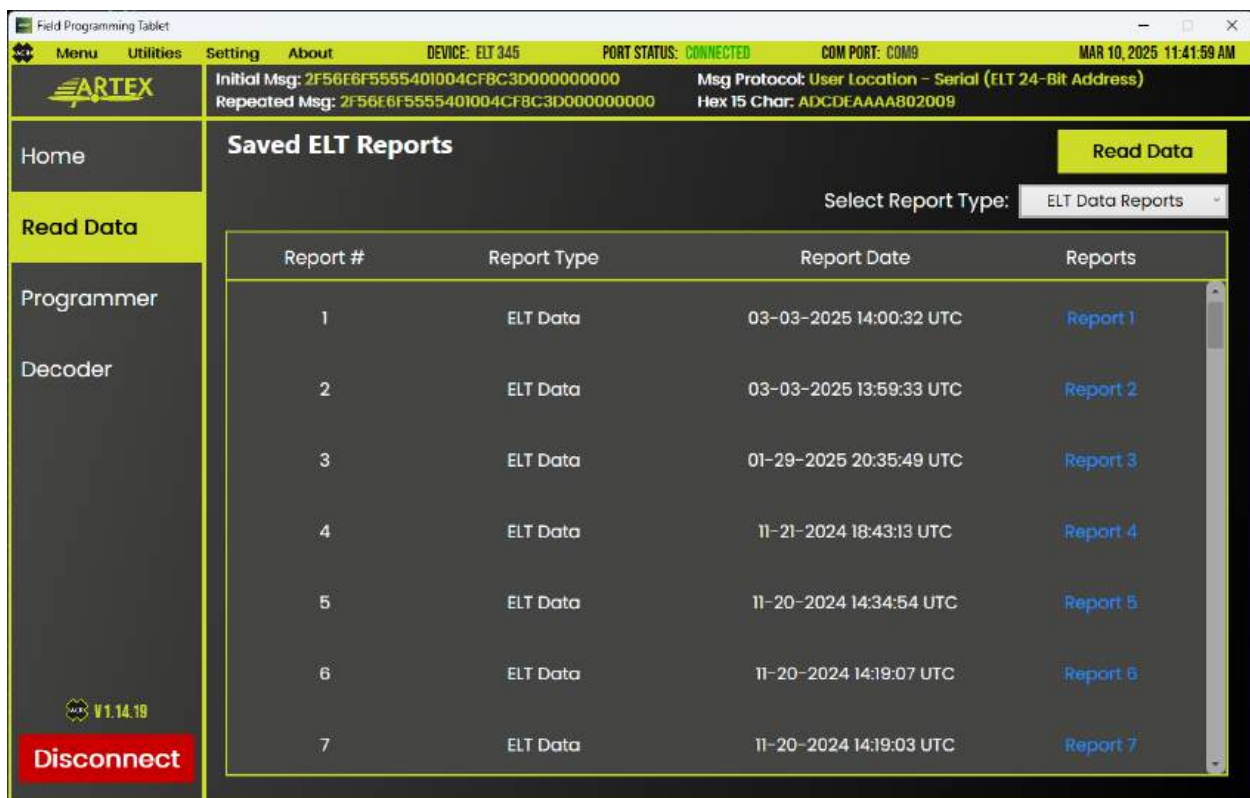 Field Programming Tablet
Menu Utilities Setting About DEVICE: ELT 345 PORT STATUS: CONNECTED COM PORT: COM9 MAR 10, 2025 11:41:59 AM
ARTEX
Initial Msg: 2F56E6F5555401004CF8C3D000000000 Msg Protocol: User Location - Serial (ELT 24-Bit Address)
Repeated Msg: 2F56E6F5555401004CF8C3D000000000 Hex 15 Char: ADCDEAAAA802009
Home
Read Data
Programmer
Decoder
V 1.14.19
Disconnect
Saved ELT Reports
Read Data
Select Report Type: ELT Data Reports
Report # Report Type Report Date Reports
1 ELT Data 03-03-2025 14:00:32 UTC Report 1
2 ELT Data 03-03-2025 13:59:33 UTC Report 2
3 ELT Data 01-29-2025 20:35:49 UTC Report 3
4 ELT Data 11-21-2024 18:43:13 UTC Report 4
5 ELT Data 11-20-2024 14:34:54 UTC Report 5
6 ELT Data 11-20-2024 14:19:07 UTC Report 6
7 ELT Data 11-20-2024 14:19:03 UTC Report 7